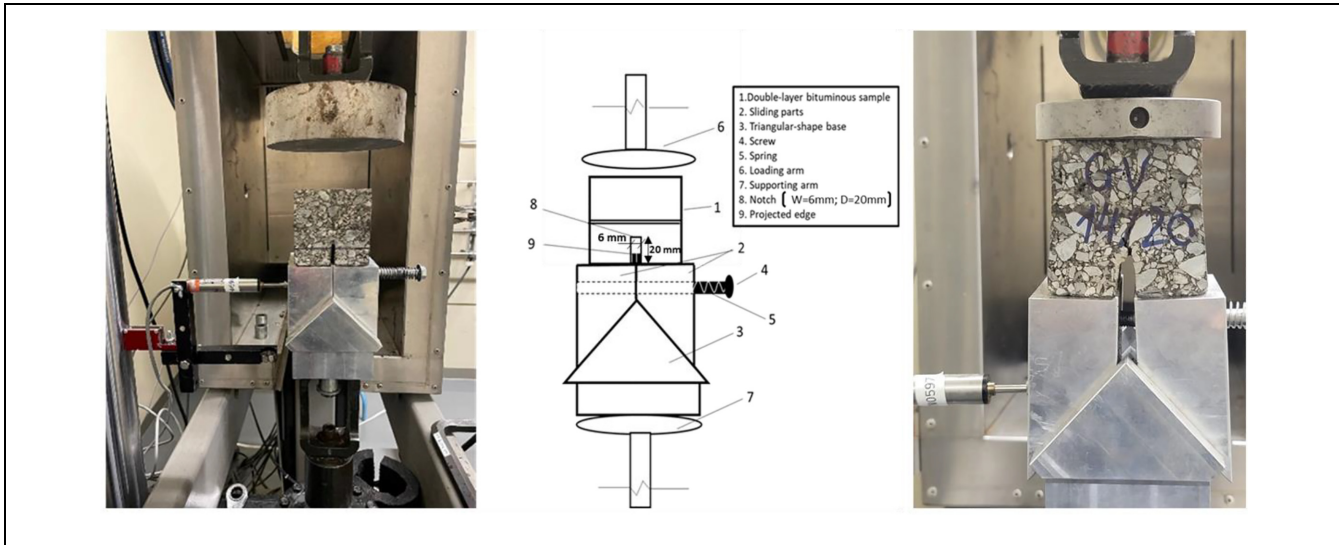 1.Double-layer bituminous sample
2. Sliding parts
3. Triangular-shape base
4. Screw
5. Spring
6. Loading arm
7. Supporting arm
8. Notch ( W=6mm; D=20mm)
9. Projected edge
6
1
8
6 mm
20 mm
9
2
4
5
3
7
GV
14/20